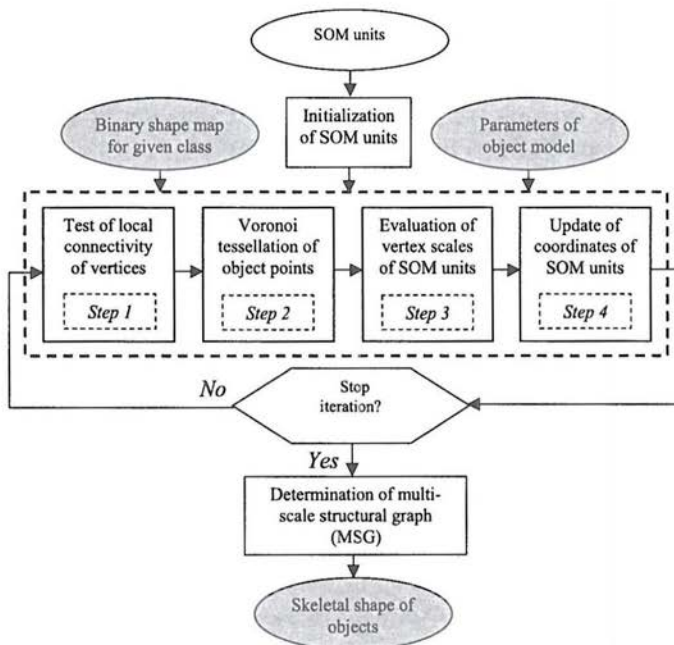 SOM units
Initialization
of SOM units
Binary shape map
for given class
Parameters of
object model
Test of local
connectivity
of vertices
Step 1
Voronoi
tessellation of
object points
Step 2
Evaluation of
vertex scales
of SOM units
Step 3
Update of
coordinates of
SOM units
Step 4
No
Stop
iteration?
Yes
Determination of multi-
scale structural graph
(MSG)
Skeletal shape of
objects